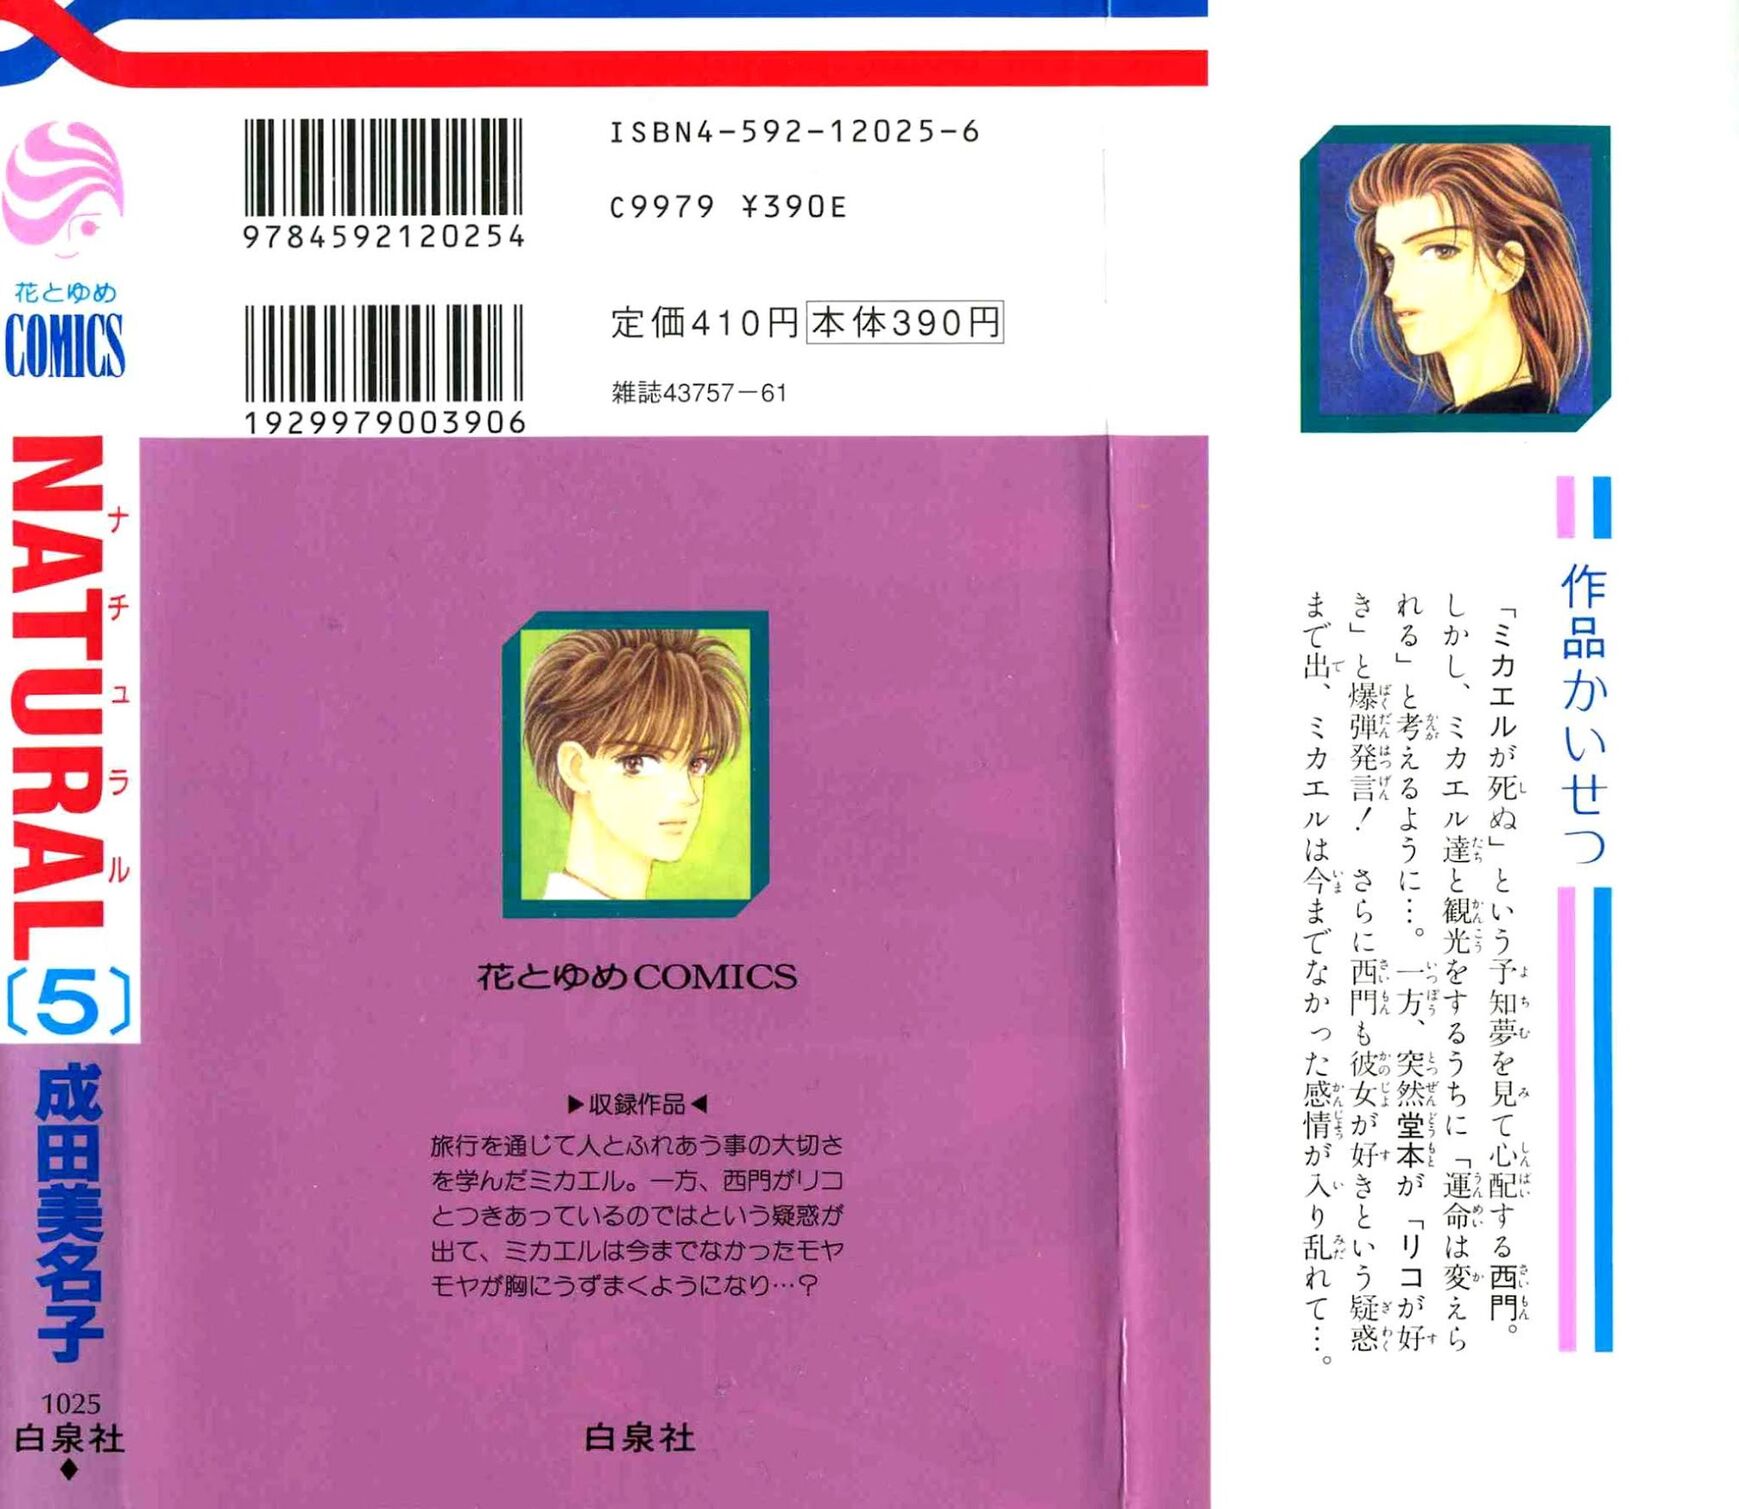 花とゆめ
COMICS
NATURAL
ナチュラル
〔5〕
成田美名子
1025
白泉社
9784592120254
1929979003906
ISBN4-592-12025-6
C9979 ¥390E
定価410円 本体390円
雑誌43757−61
花とゆめCOMICS
▶収録作品◀
旅行を通じて人とふれあう事の大切さ
を学んだミカエル。一方、西門がリコ
とつきあっているのではという疑惑が
出て、ミカエルは今までなかったモヤ
モヤが胸にうずまくようになり…?
白泉社
作品かいせつ
「ミカエルが死ぬ」という予知夢を見て心配する西門。
しかし、ミカエル達と観光をするうちに「運命は変えら
れる」と考えるように…。一方、突然堂本が「リコが好
き」と爆弾発言! さらに西門も彼女が好きという疑惑
まで出、ミカエルは今までなかった感情が入り乱れて…。